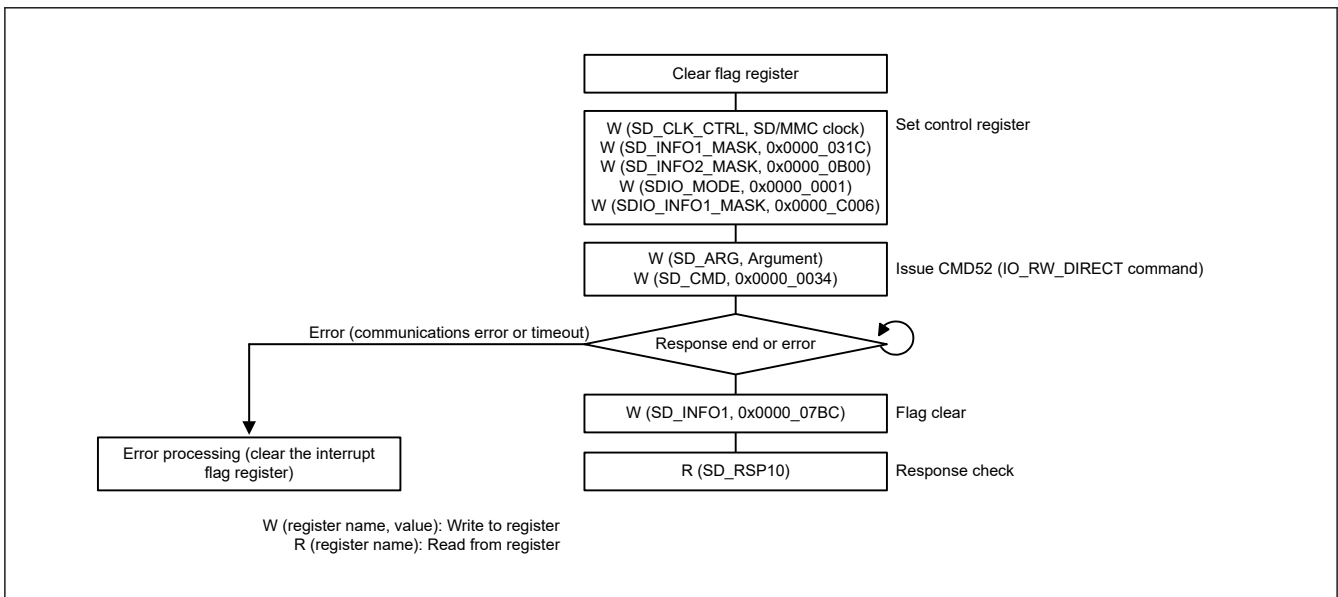 Clear flag register
W (SD_CLK_CTRL, SD/MMC clock)
W (SD_INFO1_MASK, 0x0000_031C)
W (SD_INFO2_MASK, 0x0000_0B00)
W (SDIO_MODE, 0x0000_0001)
W (SDIO_INFO1_MASK, 0x0000_C006)
Set control register
W (SD_ARG, Argument)
W (SD_CMD, 0x0000_0034)
Issue CMD52 (IO_RW_DIRECT command)
Error (communications error or timeout)
Response end or error
W (SD_INFO1, 0x0000_07BC)
Flag clear
Error processing (clear the interrupt
flag register)
R (SD_RSP10)
Response check
W (register name, value): Write to register
R (register name): Read from register